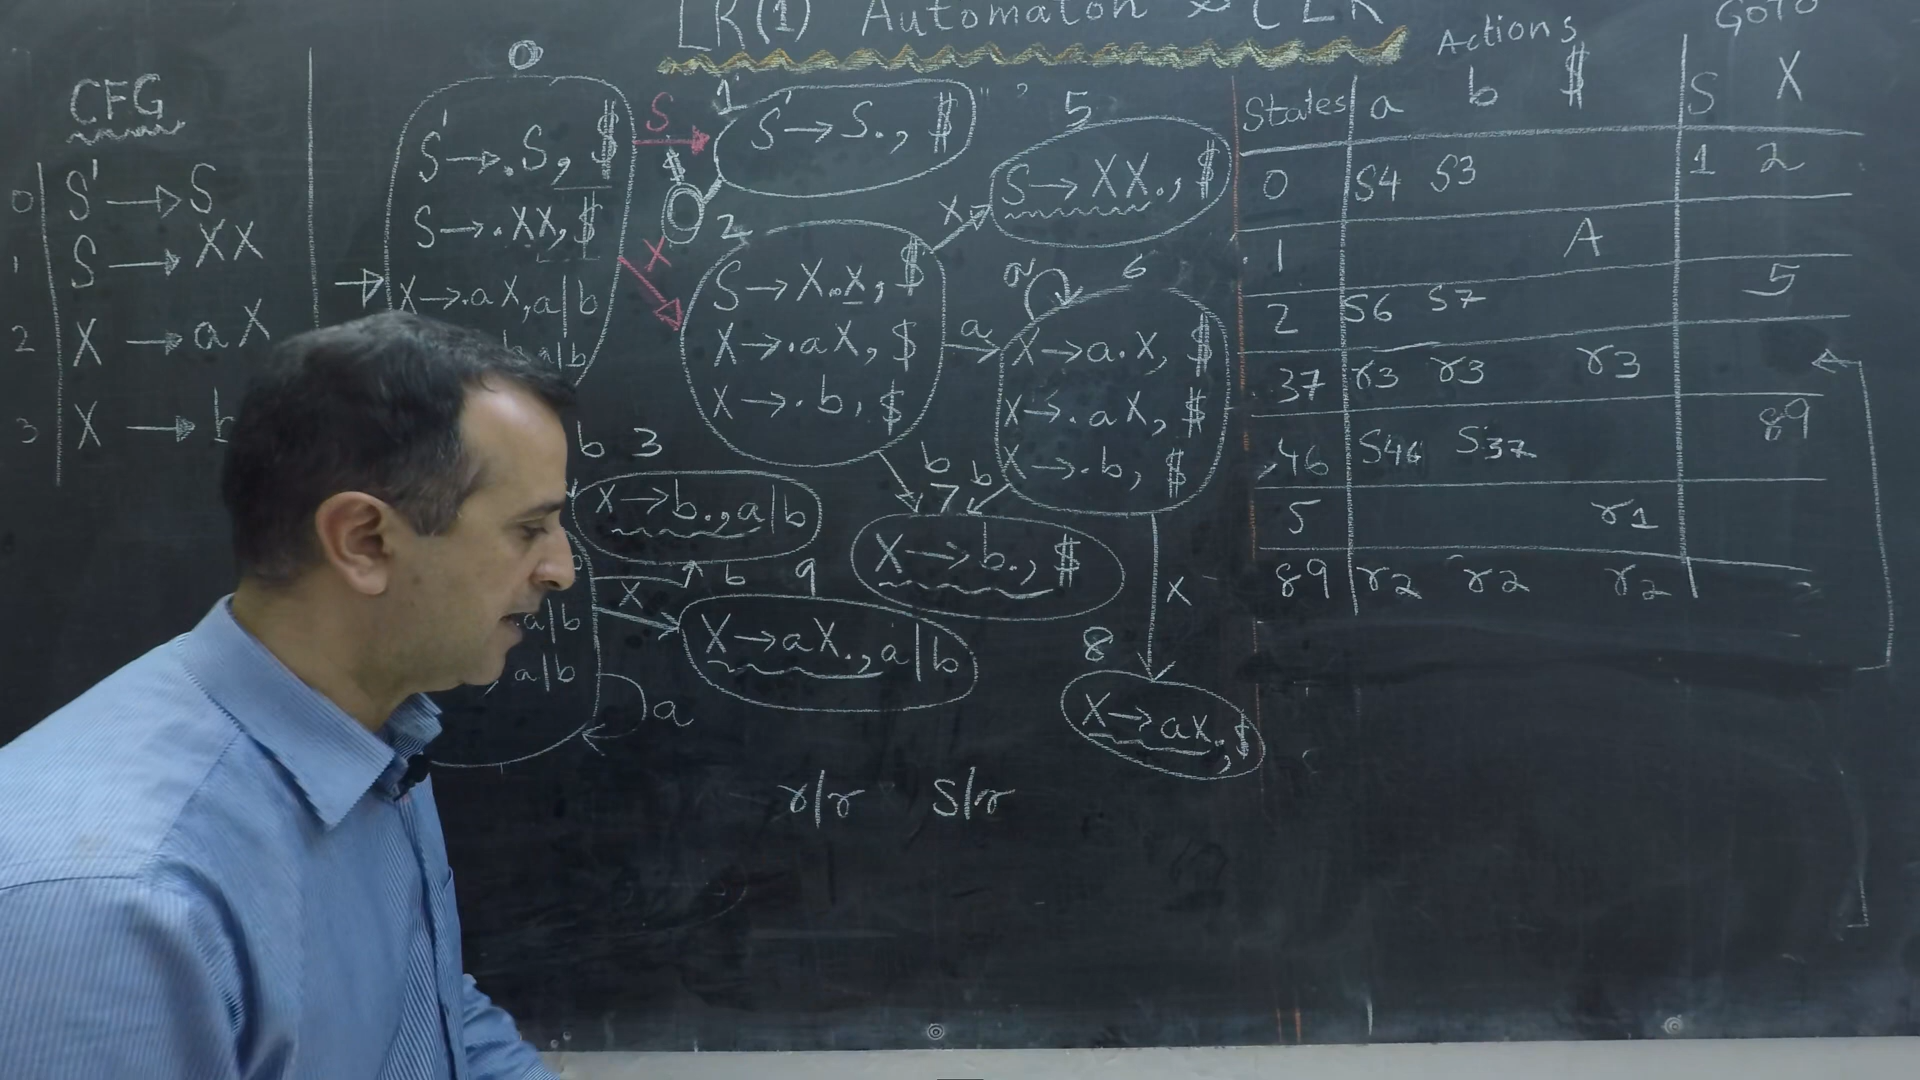 LR(1) Automaton CLR
CFG
0 S' → S
1 S → XX
2 X → aX
3 X → b
0
S' → .S, $
S → .XX, $
X → .aX, a|b
b, a|b
S
$
X
1
S' → S., $
2
S → X.X, $
X → .aX, $
X → .b, $
X
5
S → XX., $
a
a
6
X → a.X, $
X → .aX, $
X → .b, $
b 3
X → b., a|b
b
b
7
X → b., $
.a|b
, a|b
a
X
b
9
X → aX., a|b
X
8
X → aX., $
r/r S/r
Actions GOTO
States a b $ S X
0 S4 S3 1 2
1 A
2 S6 S7 5
37 r3 r3 r3
46 S46 S37 89
5 r1
89 r2 r2 r2